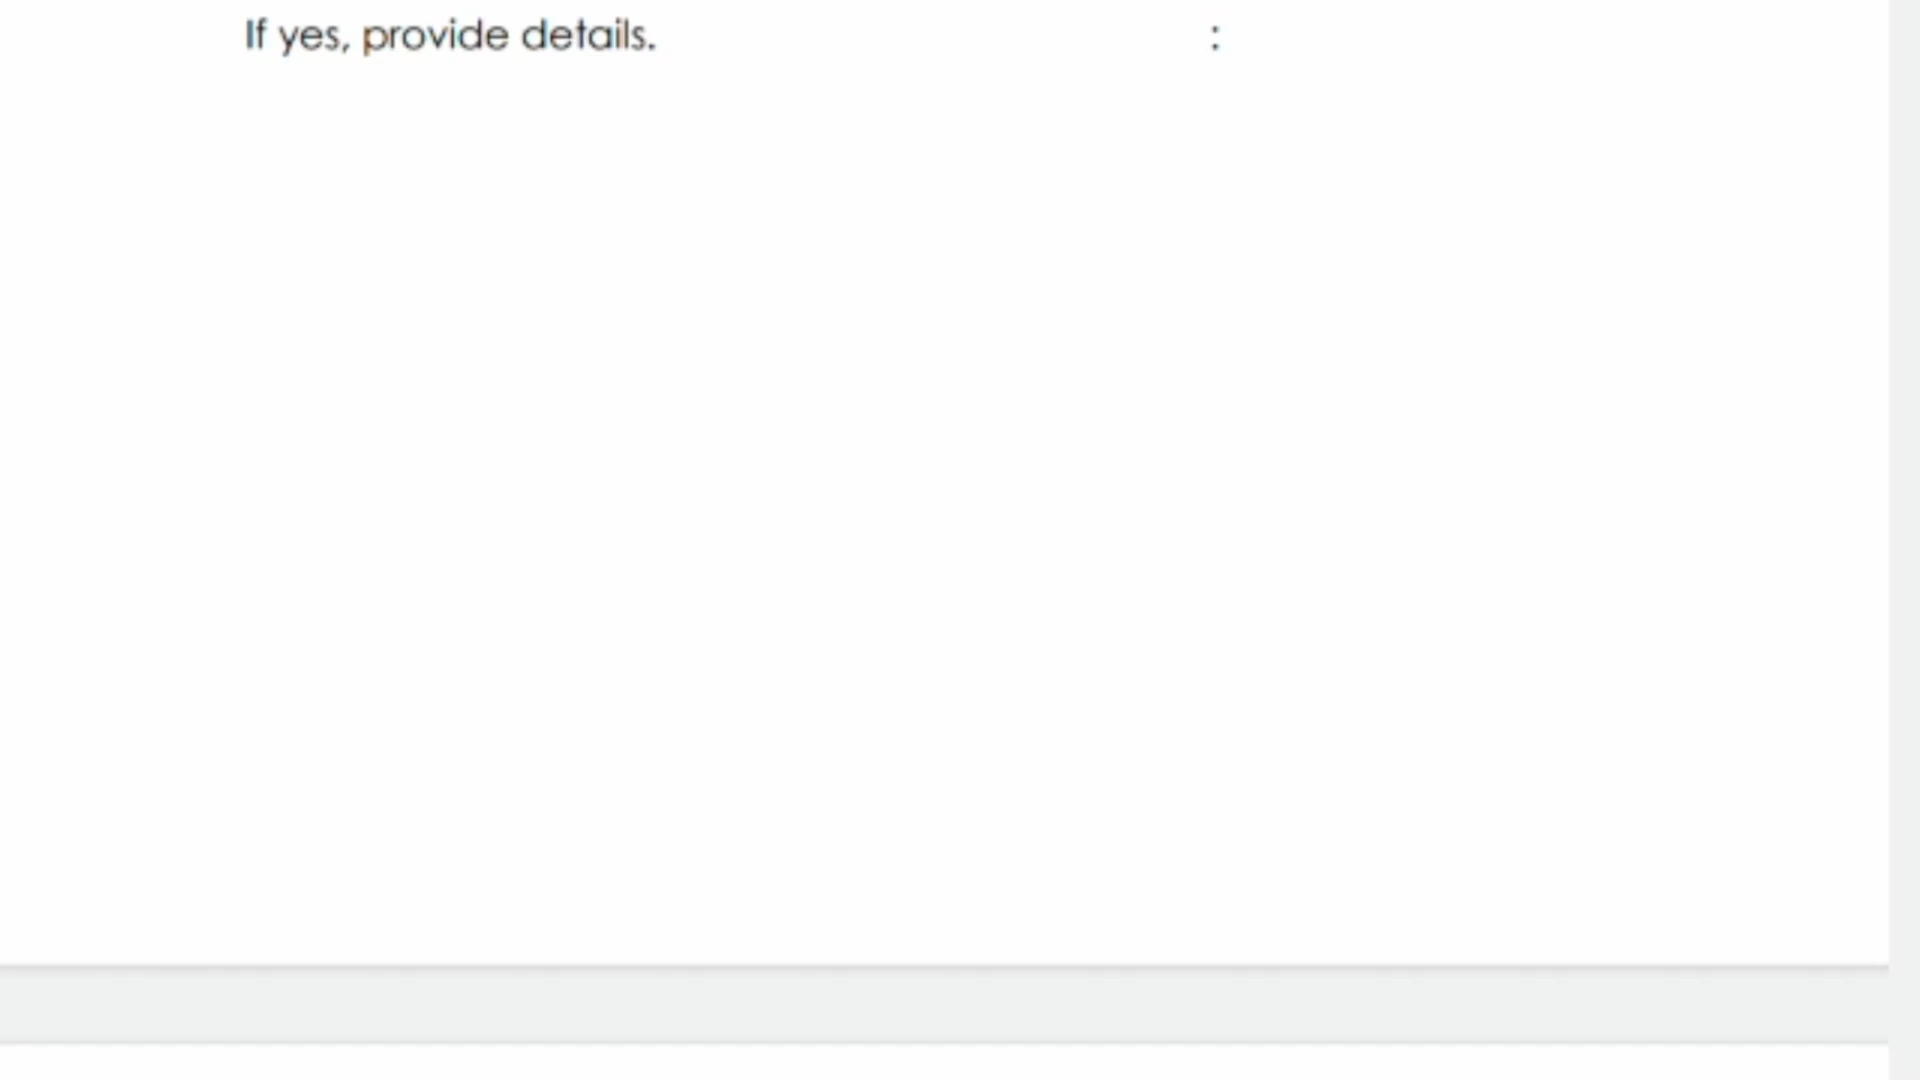 If yes, provide details. :